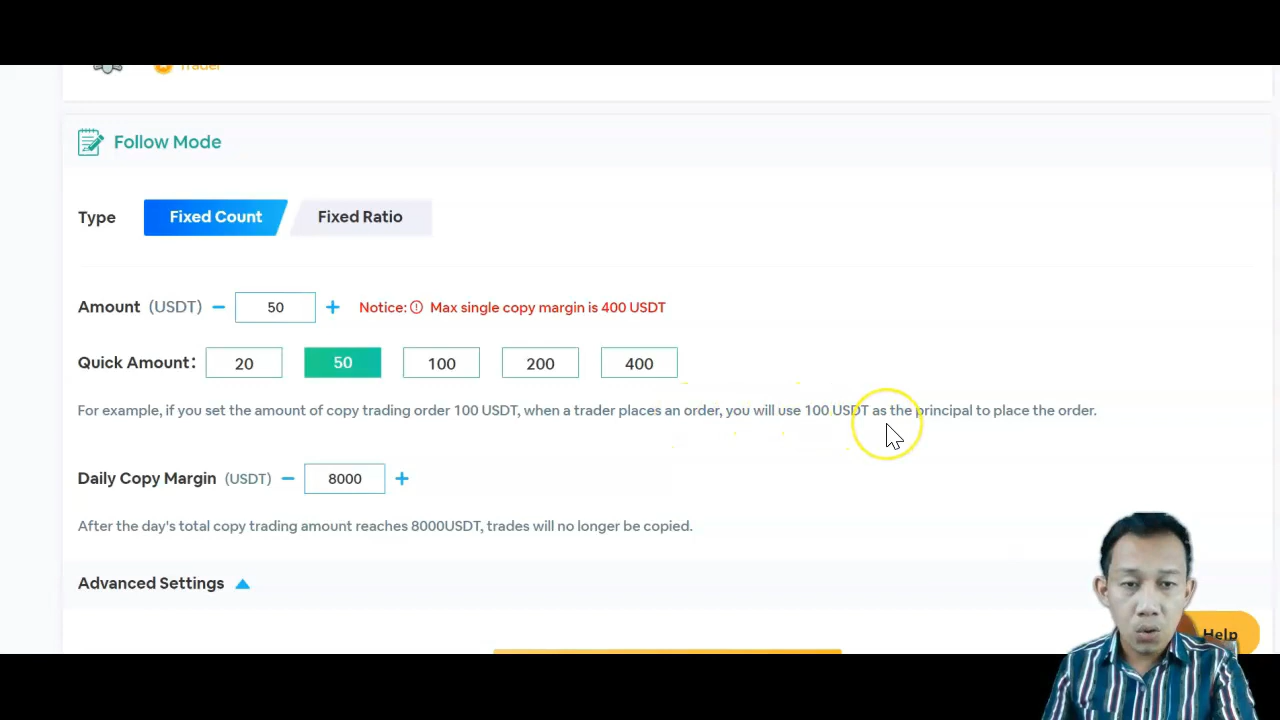 Trader
Follow Mode
Type Fixed Count Fixed Ratio
Amount (USDT) − 50 + Notice: Max single copy margin is 400 USDT
Quick Amount: 20 50 100 200 400
For example, if you set the amount of copy trading order 100 USDT, when a trader places an order, you will use 100 USDT as the principal to place the order.
Daily Copy Margin (USDT) − 8000 +
After the day's total copy trading amount reaches 8000USDT, trades will no longer be copied.
Advanced Settings
Help